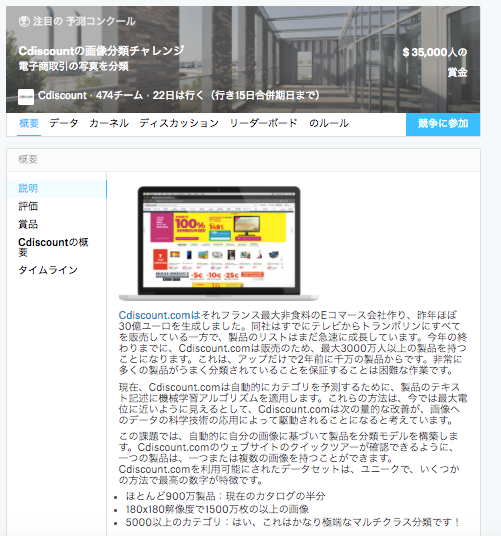 注目の 予測コンクール
Cdiscountの画像分類チャレンジ
電子商取引の写真を分類
$ 35,000人の
賞金
Cdiscount · 474チーム · 22日は行く（行き15日合併期日まで）
概要 データ カーネル ディスカッション リーダーボード のルール
競争に参加
概要
説明
評価
賞品
Cdiscountの概
要
タイムライン
100%
Cdiscount.comはそれフランス最大非食料のEコマース会社作り、昨年ほぼ
30億ユーロを生成しました。同社はすでにテレビからトランポリンにすべて
を販売している一方で、製品のリストはまだ急速に成長しています。今年の終
わりまでに、Cdiscount.comは販売のため、最大3000万人以上の製品を持つ
ことになります。これは、アップだけで2年前に千万の製品からです。非常に
多くの製品がうまく分類されていることを保証することは困難な作業です。
現在、Cdiscount.comは自動的にカテゴリを予測するために、製品のテキス
ト記述に機械学習アルゴリズムを適用します。これらの方法は、今では最大電
位に近いように見えるとして、Cdiscount.comは次の量的な改善が、画像へ
のデータの科学技術の応用によって駆動されることになると考えています。
この課題では、自動的に自分の画像に基づいて製品を分類モデルを構築しま
す。Cdiscount.comのウェブサイトのクイックツアーが確認できるように、
一つの製品は、一つまたは複数の画像を持つことができます。
Cdiscount.comを利用可能にされたデータセットは、ユニークで、いくつか
の方法で最高の数字が特徴です。
• ほとんど900万製品：現在のカタログの半分
• 180x180解像度で1500万枚の以上の画像
• 5000以上のカテゴリ：はい、これはかなり極端なマルチクラス分類です！